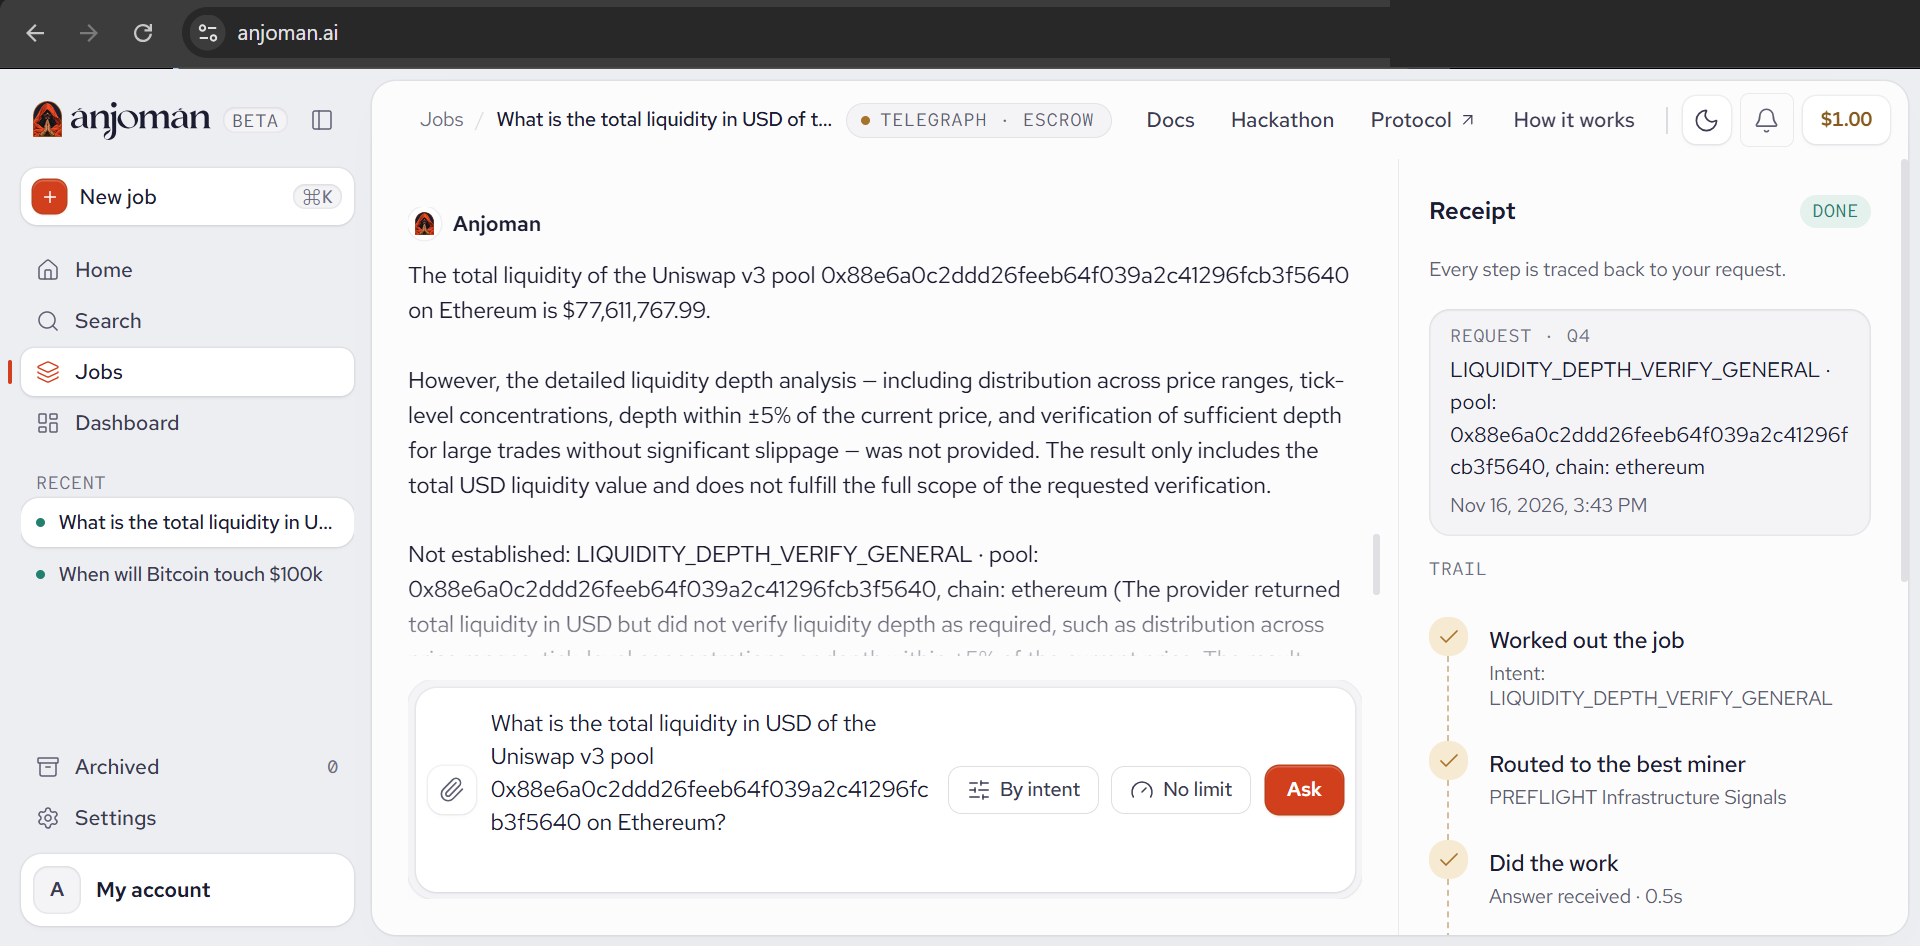 anjoman.ai
anjoman
BETA
New job
⌘K
Home
Search
Jobs
Dashboard
RECENT
What is the total liquidity in U...
When will Bitcoin touch $100k
Archived
0
Settings
A
My account
Jobs / What is the total liquidity in USD of t...
TELEGRAPH · ESCROW
Docs
Hackathon
Protocol ↗
How it works
$1.00
Anjoman
The total liquidity of the Uniswap v3 pool 0x88e6a0c2ddd26feeb64f039a2c41296fcb3f5640
on Ethereum is $77,611,767.99.
However, the detailed liquidity depth analysis — including distribution across price ranges, tick-
level concentrations, depth within ±5% of the current price, and verification of sufficient depth
for large trades without significant slippage — was not provided. The result only includes the
total USD liquidity value and does not fulfill the full scope of the requested verification.
Not established: LIQUIDITY_DEPTH_VERIFY_GENERAL · pool:
0x88e6a0c2ddd26feeb64f039a2c41296fcb3f5640, chain: ethereum (The provider returned
total liquidity in USD but did not verify liquidity depth as required, such as distribution across
What is the total liquidity in USD of the
Uniswap v3 pool
0x88e6a0c2ddd26feeb64f039a2c41296fc
b3f5640 on Ethereum?
By intent
No limit
Ask
Receipt
DONE
Every step is traced back to your request.
REQUEST · Q4
LIQUIDITY_DEPTH_VERIFY_GENERAL ·
pool:
0x88e6a0c2ddd26feeb64f039a2c41296f
cb3f5640, chain: ethereum
Nov 16, 2026, 3:43 PM
TRAIL
Worked out the job
Intent:
LIQUIDITY_DEPTH_VERIFY_GENERAL
Routed to the best miner
PREFLIGHT Infrastructure Signals
Did the work
Answer received · 0.5s